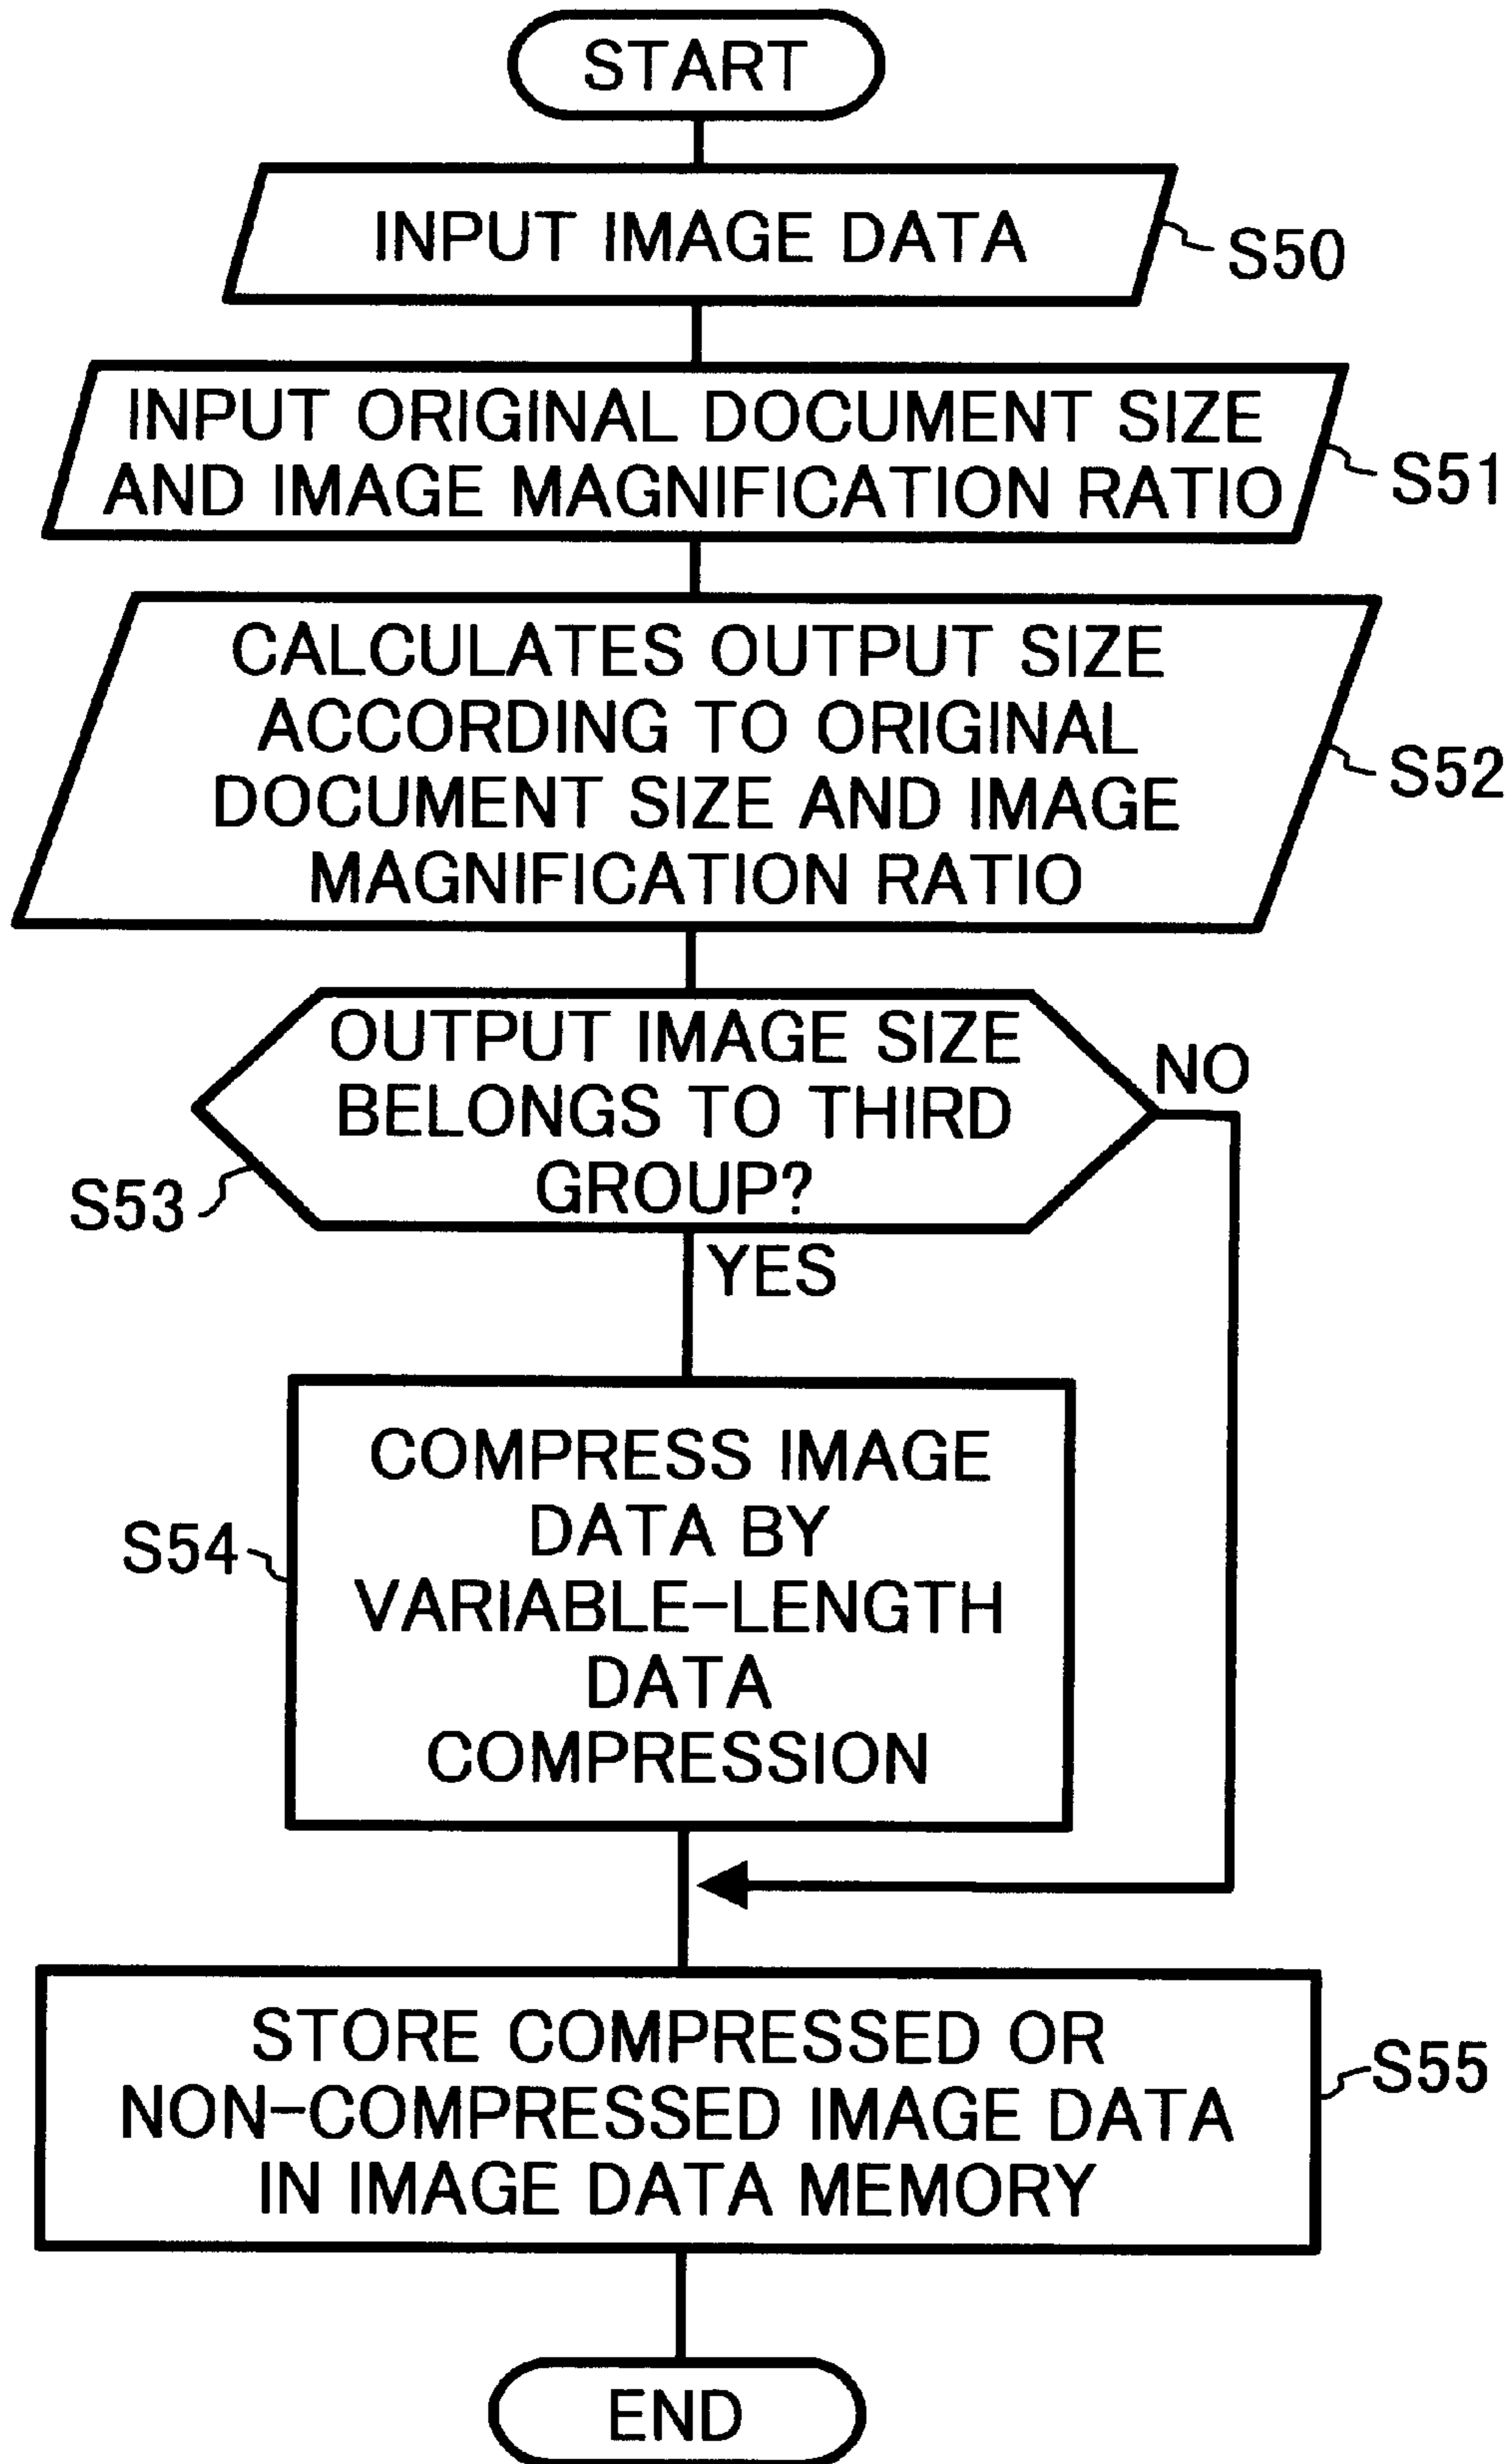 START
INPUT IMAGE DATA
S50
INPUT ORIGINAL DOCUMENT SIZE
AND IMAGE MAGNIFICATION RATIO
S51
CALCULATES OUTPUT SIZE
ACCORDING TO ORIGINAL
DOCUMENT SIZE AND IMAGE
MAGNIFICATION RATIO
S52
OUTPUT IMAGE SIZE
BELONGS TO THIRD
GROUP?
NO
S53
YES
COMPRESS IMAGE
DATA BY
VARIABLE-LENGTH
DATA
COMPRESSION
S54
STORE COMPRESSED OR
NON-COMPRESSED IMAGE DATA
IN IMAGE DATA MEMORY
S55
END